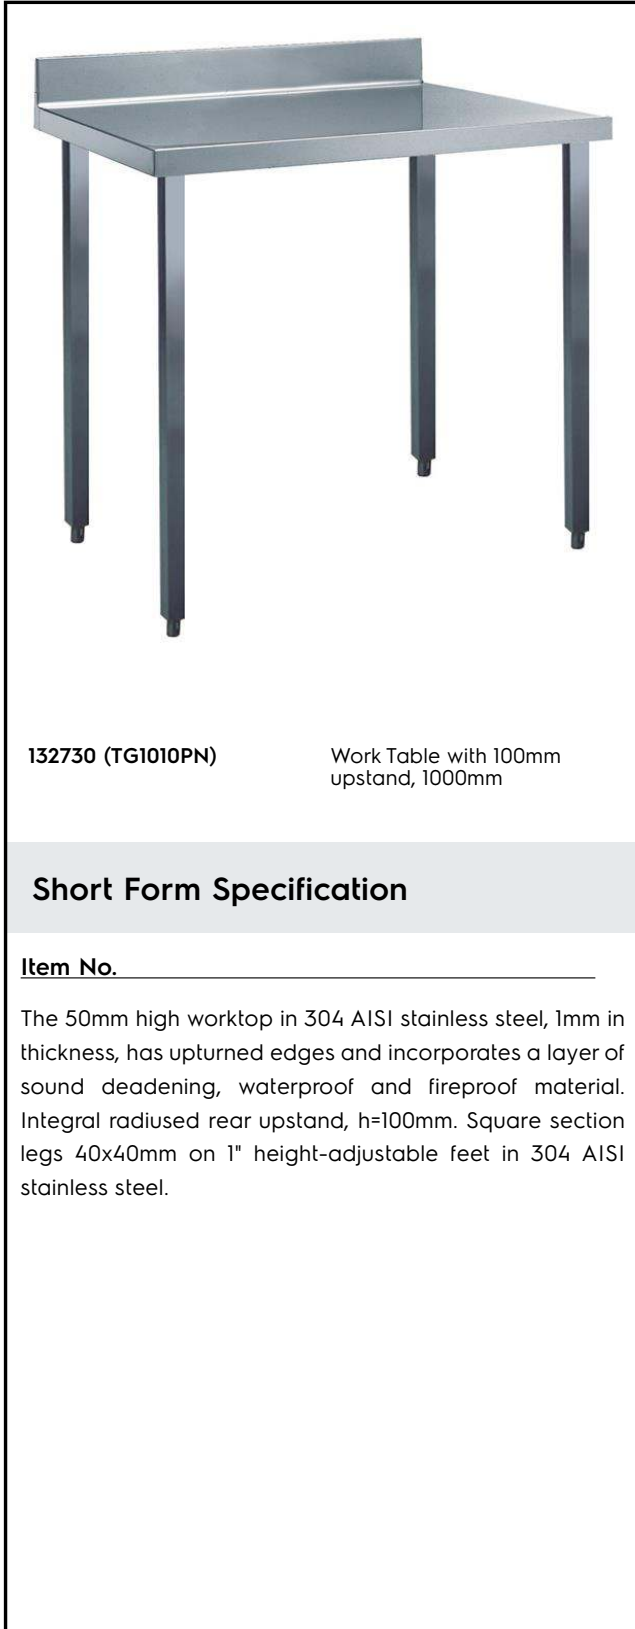 132730 (TG1010PN)
Work Table with 100mm
upstand, 1000mm
Short Form Specification
Item No.
The 50mm high worktop in 304 AISI stainless steel, 1mm in
thickness, has upturned edges and incorporates a layer of
sound deadening, waterproof and fireproof material.
Integral radiused rear upstand, h=100mm. Square section
legs 40x40mm on 1" height-adjustable feet in 304 AISI
stainless steel.